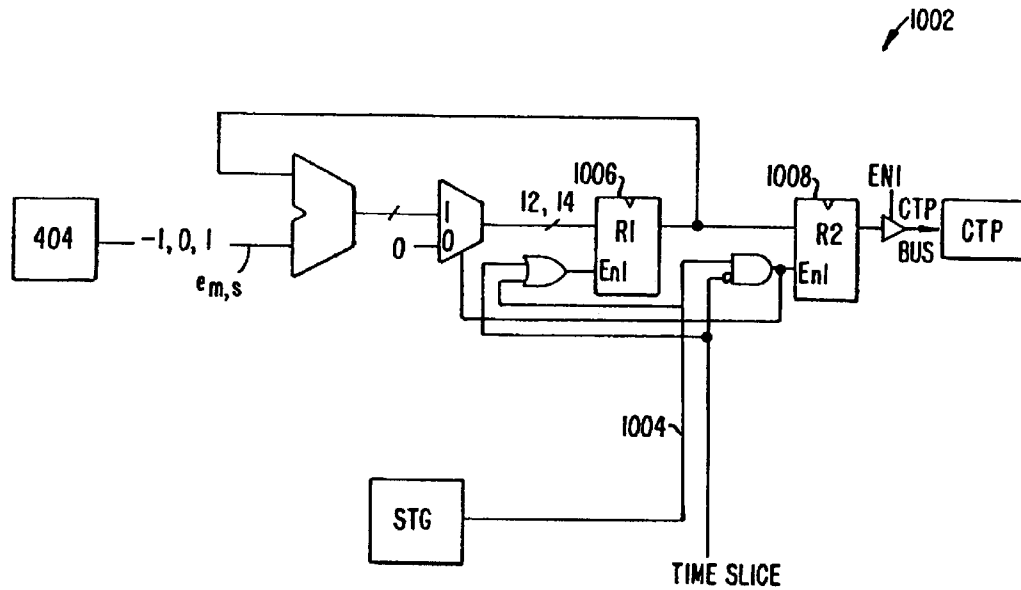 1002
1006
1008
EN1
12, 14
CTP
404
-1, 0, 1
1
0
0
R1
R2
CTP
BUS
En1
En1
e m,s
1004
STG
TIME SLICE